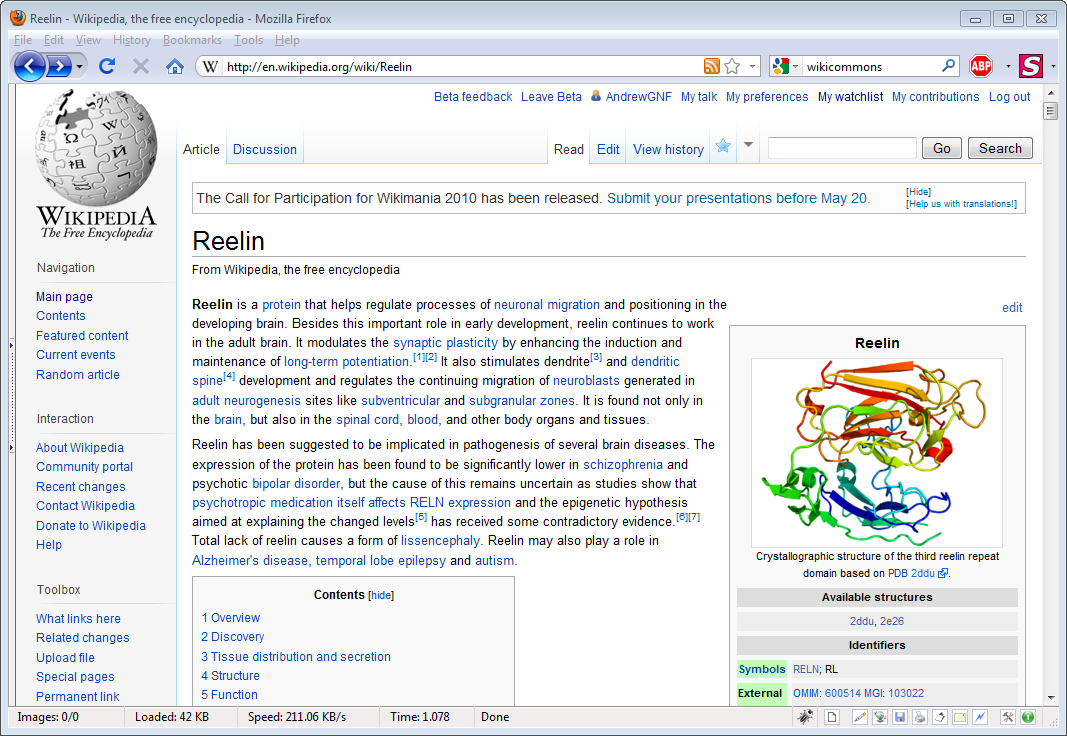 Reelin - Wikipedia, the free encyclopedia - Mozilla Firefox
File Edit View History Bookmarks Tools Help
W http://en.wikipedia.org/wiki/Reelin wikicommons ABP S
Beta feedback Leave Beta AndrewGNF My talk My preferences My watchlist My contributions Log out
Article Discussion Read Edit View history Go Search
Ω W И 祖
WIKIPEDIA
The Free Encyclopedia
The Call for Participation for Wikimania 2010 has been released. Submit your presentations before May 20.
[Hide]
[Help us with translations!]
Reelin
From Wikipedia, the free encyclopedia
Navigation
Main page
Contents
Featured content
Current events
Random article
Interaction
About Wikipedia
Community portal
Recent changes
Contact Wikipedia
Donate to Wikipedia
Help
Toolbox
What links here
Related changes
Upload file
Special pages
Permanent link
Reelin is a protein that helps regulate processes of neuronal migration and positioning in the
developing brain. Besides this important role in early development, reelin continues to work
in the adult brain. It modulates the synaptic plasticity by enhancing the induction and
maintenance of long-term potentiation.[1][2] It also stimulates dendrite[3] and dendritic
spine[4] development and regulates the continuing migration of neuroblasts generated in
adult neurogenesis sites like subventricular and subgranular zones. It is found not only in
the brain, but also in the spinal cord, blood, and other body organs and tissues.
Reelin has been suggested to be implicated in pathogenesis of several brain diseases. The
expression of the protein has been found to be significantly lower in schizophrenia and
psychotic bipolar disorder, but the cause of this remains uncertain as studies show that
psychotropic medication itself affects RELN expression and the epigenetic hypothesis
aimed at explaining the changed levels[5] has received some contradictory evidence.[6][7]
Total lack of reelin causes a form of lissencephaly. Reelin may also play a role in
Alzheimer's disease, temporal lobe epilepsy and autism.
Contents [hide]
1 Overview
2 Discovery
3 Tissue distribution and secretion
4 Structure
5 Function
edit
Reelin
Crystallographic structure of the third reelin repeat
domain based on PDB 2ddu.
Available structures
2ddu, 2e26
Identifiers
Symbols RELN; RL
External OMIM: 600514 MGI: 103022
Images: 0/0 Loaded: 42 KB Speed: 211.06 KB/s Time: 1.078 Done